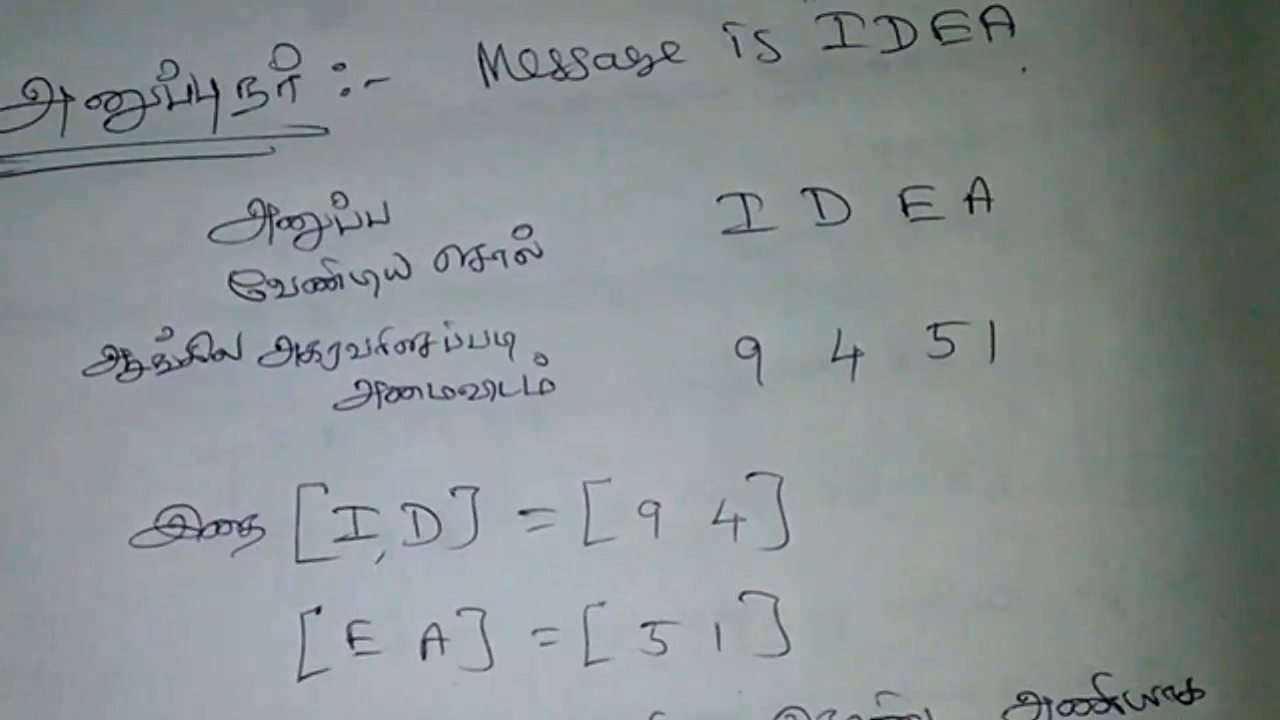 அனுப்புநர் :- Message is IDEA.
அனுப்ப I D E A
வேண்டிய சொல்
ஆங்கில அகரவரிசைப்படி 9 4 5 1
அமைவிடம்
இதை [I, D] = [9 4]
[E A] = [5 1]
அணியாக